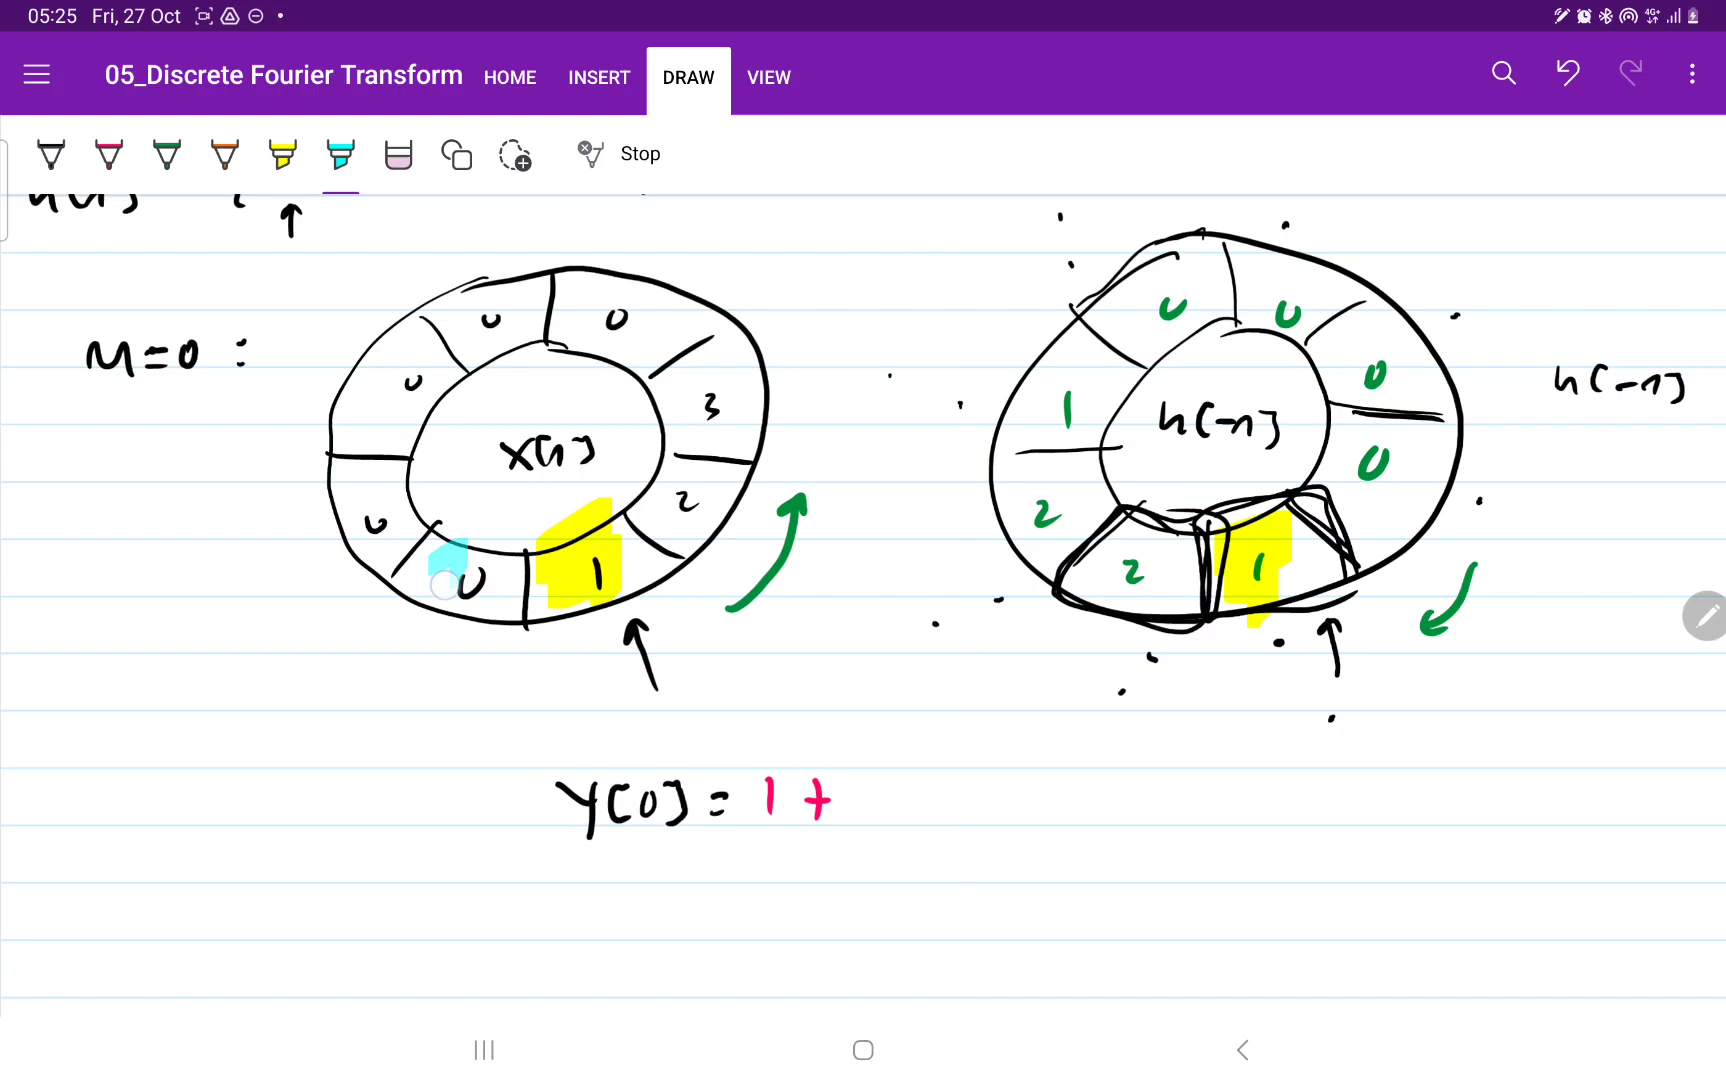 05:25 Fri, 27 Oct 4G+
05_Discrete Fourier Transform HOME INSERT DRAW VIEW
Stop
M=0 :
0 0
0 3
x[n]
0 2
0 1
0 0
1 0
h[-n]
2 0
2 1
h[-n]
Y[0] = 1 +